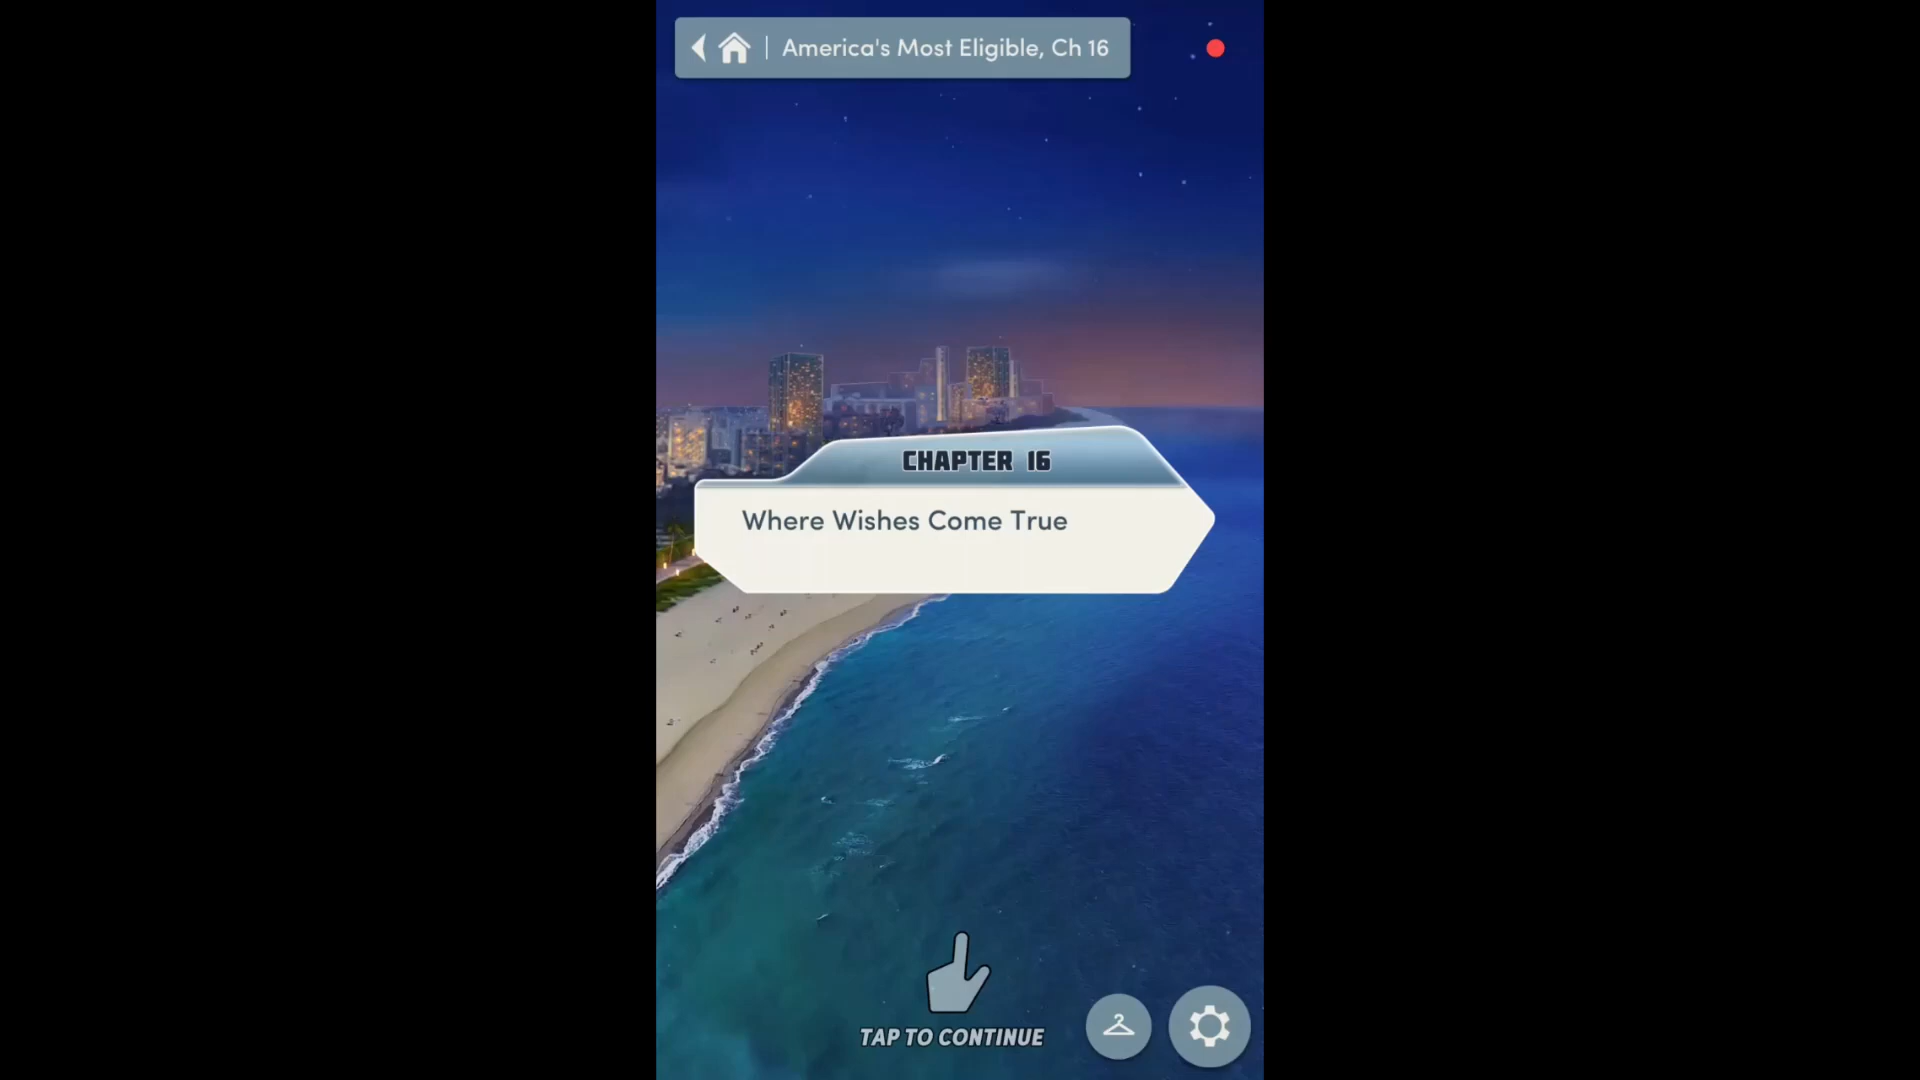 America's Most Eligible, Ch 16
CHAPTER 16
Where Wishes Come True
TAP TO CONTINUE